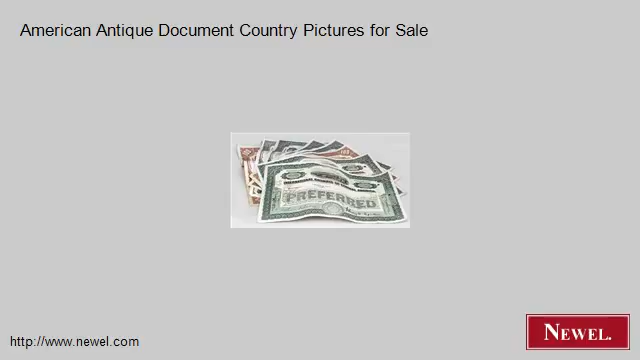 American Antique Document Country Pictures for Sale
PREFERRED
http://www.newel.com
NEWEL.